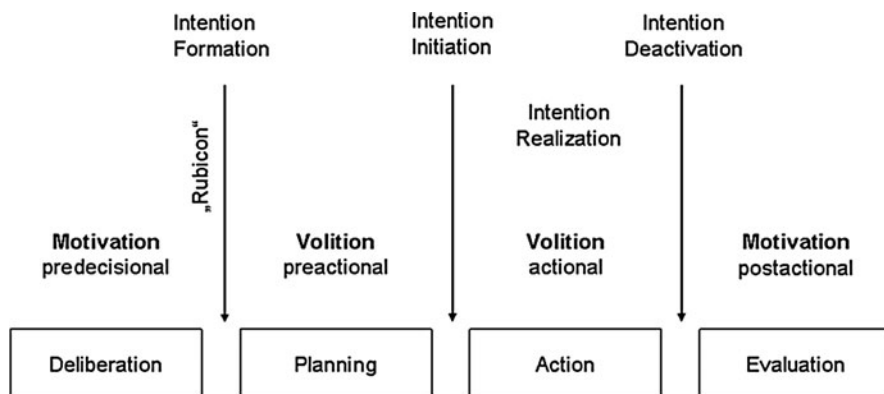 Intention
Formation
Intention
Initiation
Intention
Deactivation
Intention
Realization
„Rubicon“
Motivation
predecisional
Volition
preactional
Volition
actional
Motivation
postactional
Deliberation
Planning
Action
Evaluation